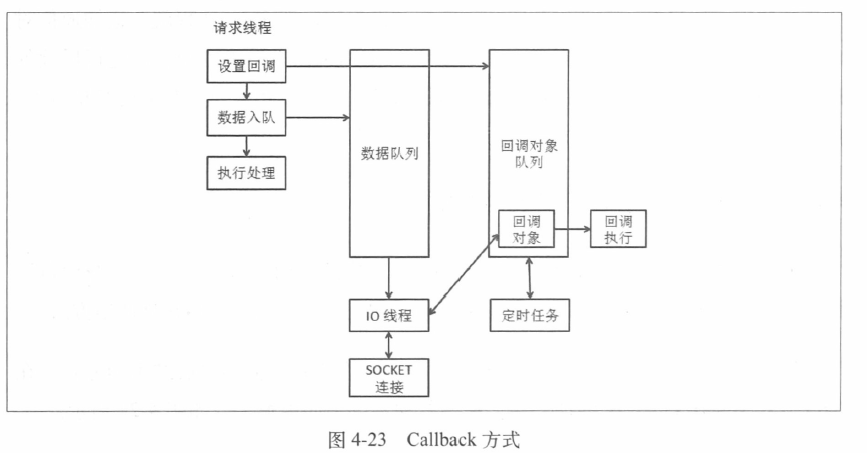 请求线程
设置回调
数据入队
执行处理
数据队列
回调对象
队列
回调
对象
回调
执行
IO 线程
定时任务
SOCKET
连接
图 4-23 Callback 方式